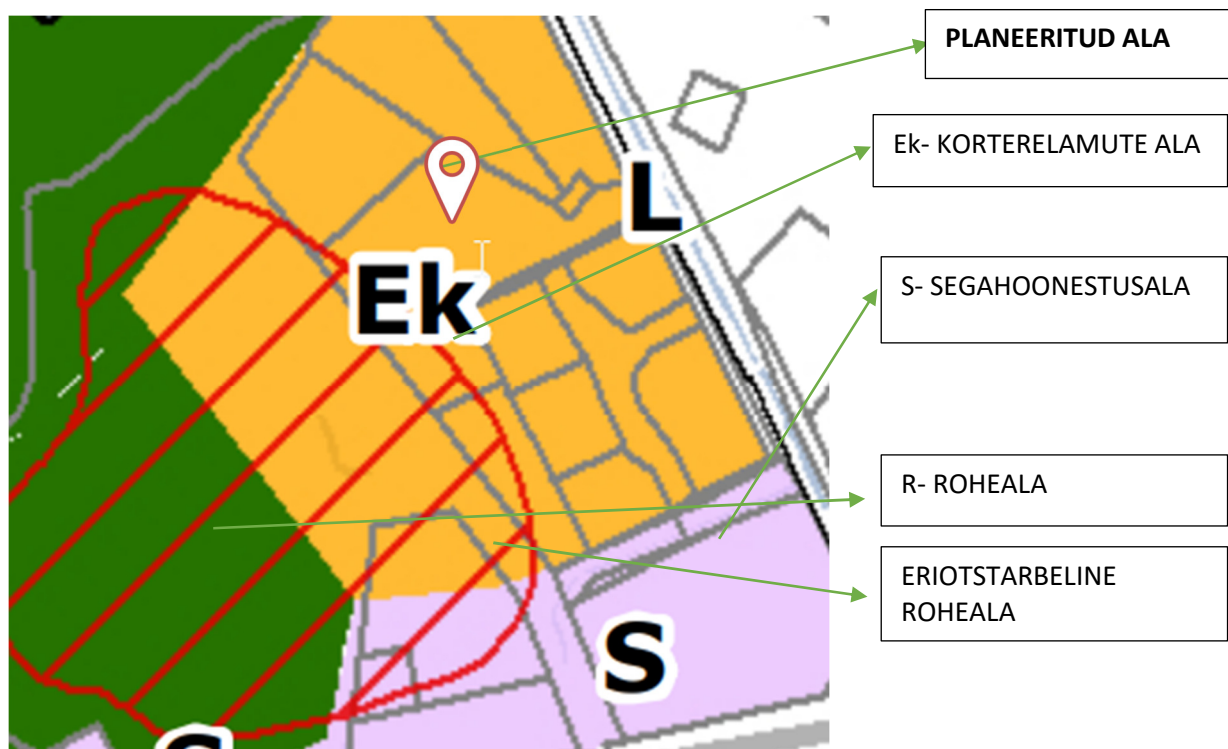 PLANEERITUD ALA
Ek- KORTERELAMUTE ALA
L
S- SEGAHOONESTUSALA
Ek
R- ROHEALA
ERIOTSTARBELINE
ROHEALA
S